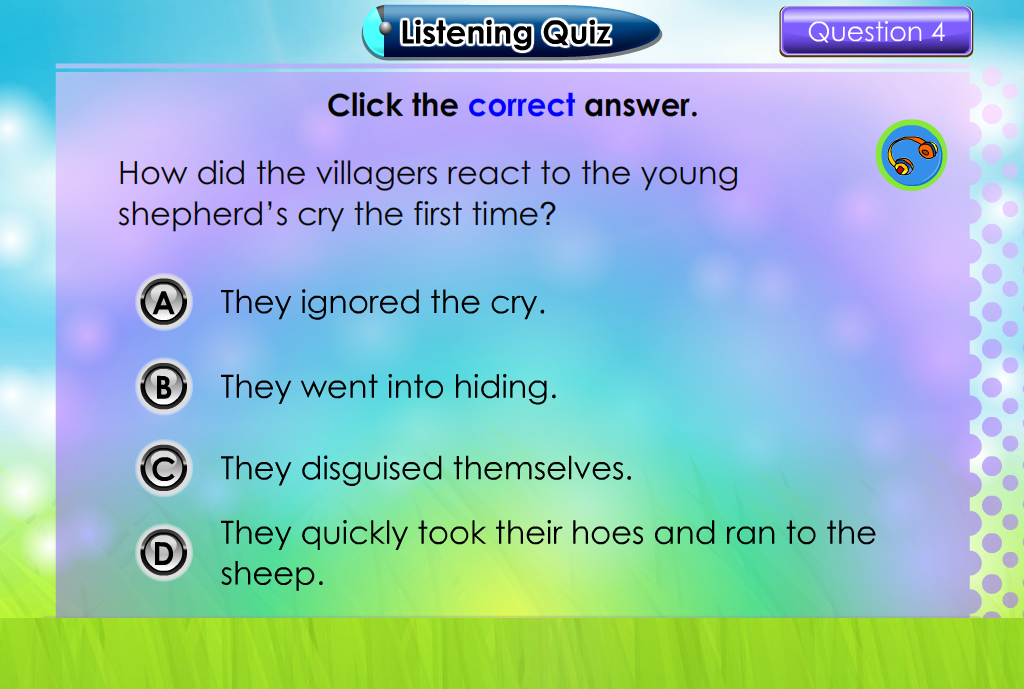 Listening Quiz
Question 4
Click the correct answer.
How did the villagers react to the young
shepherd’s cry the first time?
A They ignored the cry.
B They went into hiding.
C They disguised themselves.
D They quickly took their hoes and ran to the
sheep.